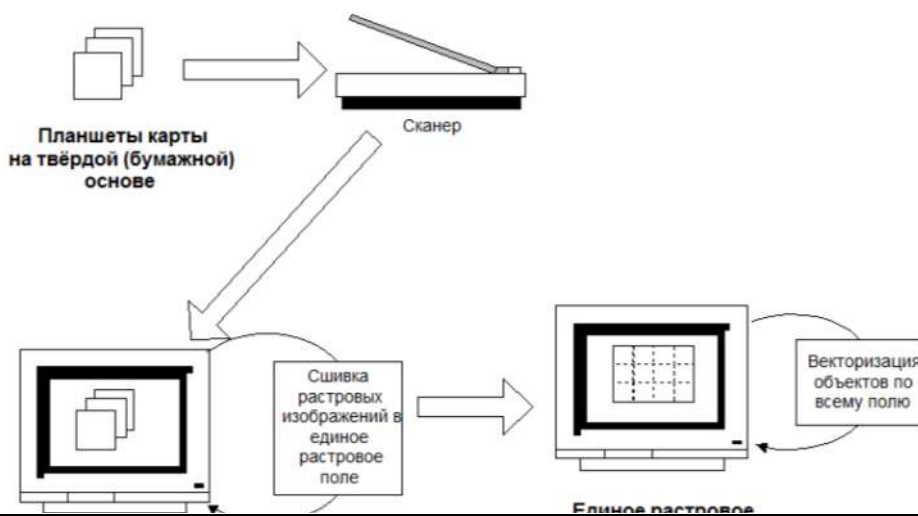 Планшеты карты
на твёрдой (бумажной)
основе
Сканер
Сшивка
растровых
изображений в
единое
растровое
поле
Векторизация
объектов по
всему полю
Единое растровое